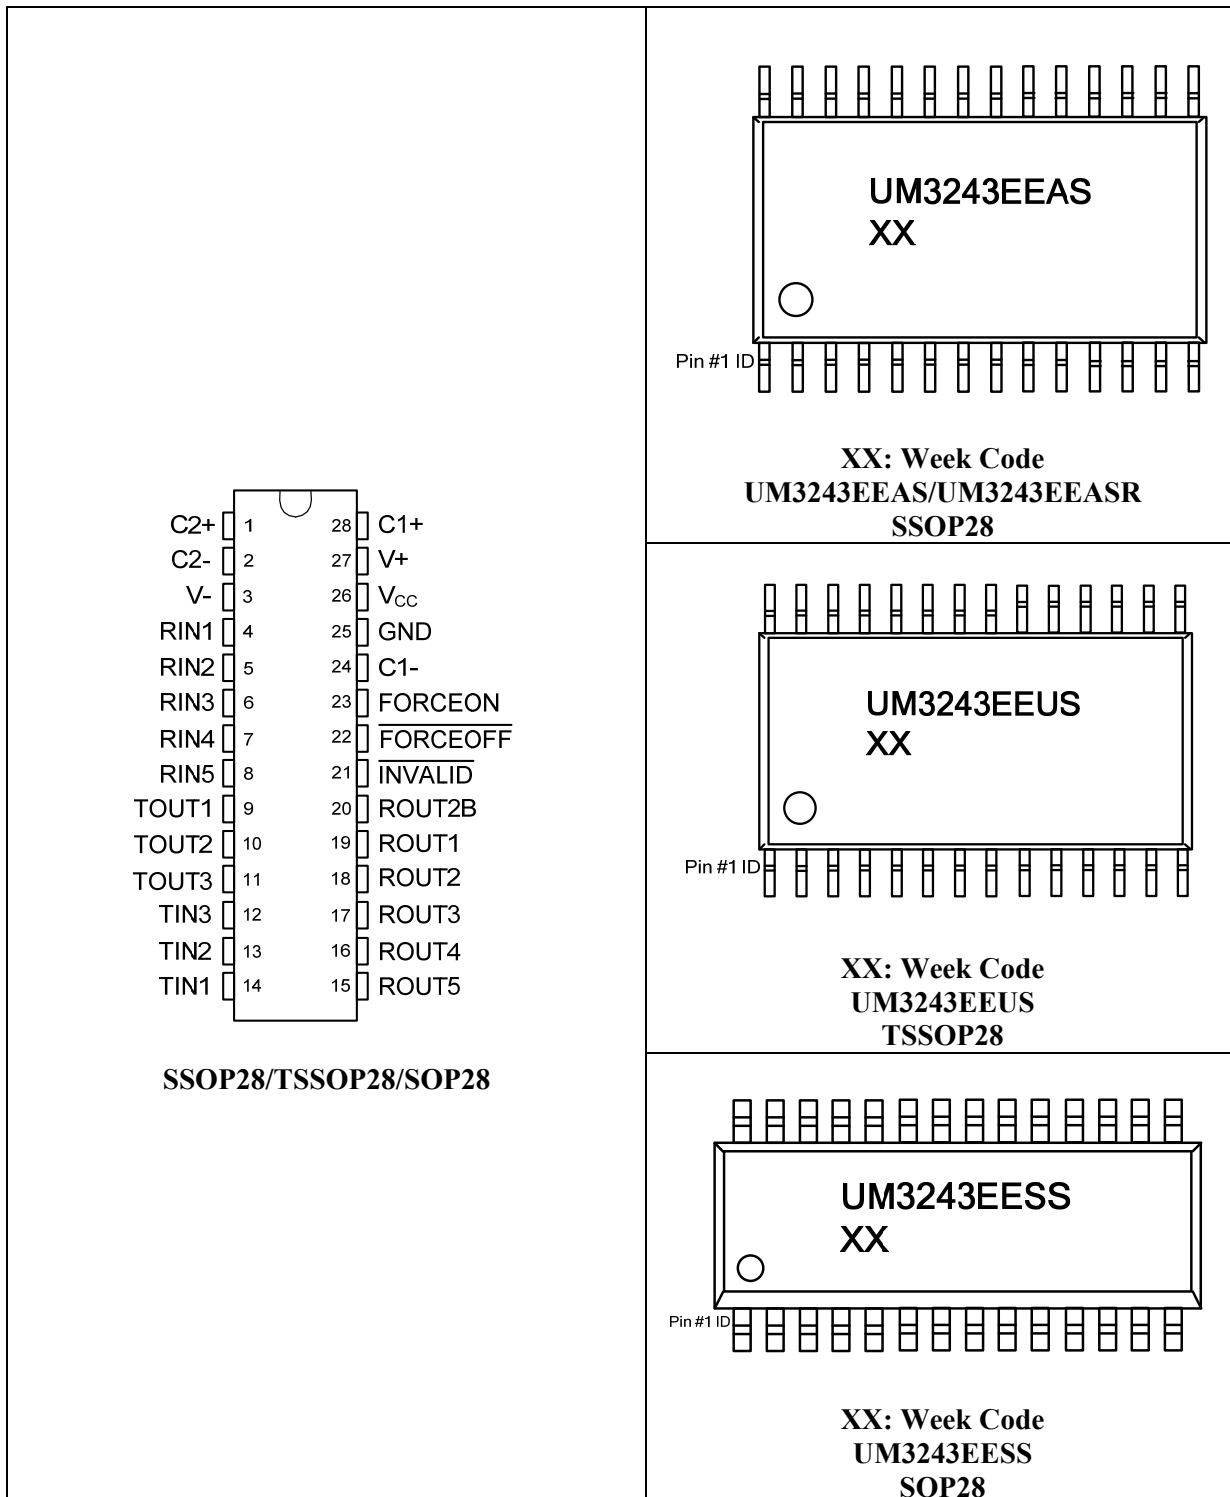 C2+ 1 28 C1+
C2- 2 27 V+
V- 3 26 VCC
RIN1 4 25 GND
RIN2 5 24 C1-
RIN3 6 23 FORCEON
RIN4 7 22 FORCEOFF
RIN5 8 21 INVALID
TOUT1 9 20 ROUT2B
TOUT2 10 19 ROUT1
TOUT3 11 18 ROUT2
TIN3 12 17 ROUT3
TIN2 13 16 ROUT4
TIN1 14 15 ROUT5
SSOP28/TSSOP28/SOP28
UM3243EEAS
XX
Pin #1 ID
XX: Week Code
UM3243EEAS/UM3243EEASR
SSOP28
UM3243EEUS
XX
Pin #1 ID
XX: Week Code
UM3243EEUS
TSSOP28
UM3243EESS
XX
Pin #1 ID
XX: Week Code
UM3243EESS
SOP28